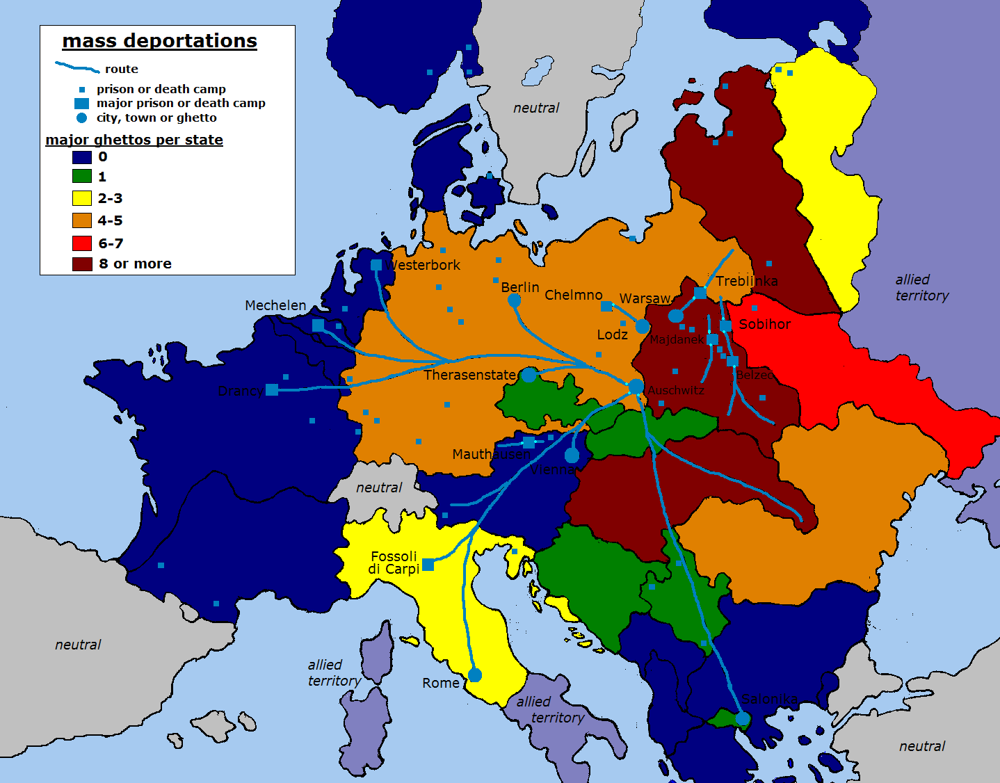 mass deportations
route
prison or death camp
major prison or death camp
city, town or ghetto
major ghettos per state
0
1
2-3
4-5
6-7
8 or more
neutral
allied
territory
Westerbork
Berlin
Chelmno
Warsaw
Treblinka
Mechelen
Lodz
Majdanek
Sobihor
Therasenstate
Belzec
Drancy
Auschwitz
Mauthausen
Vienna
neutral
Fossoli
di Carpi
neutral
allied
territory
Rome
allied
territory
Salonika
neutral